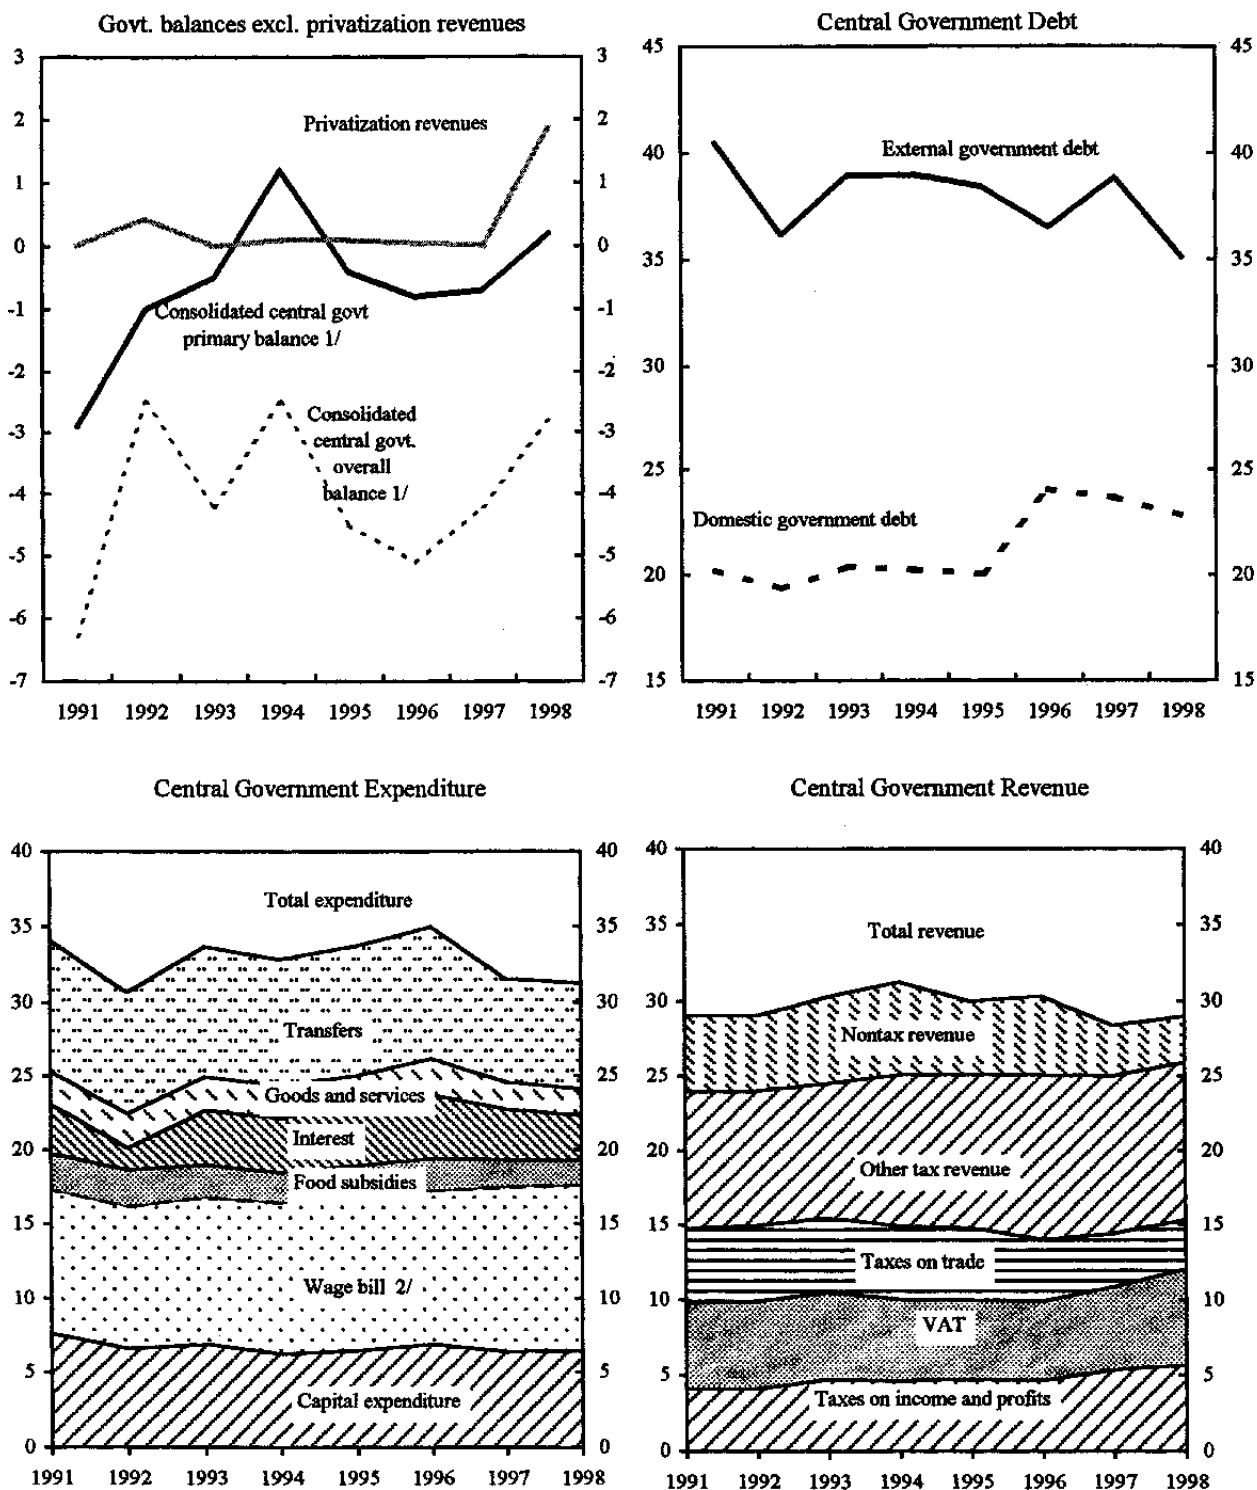 Govt. balances excl. privatization revenues
3 3
2 2
Privatization revenues
1 1
0 0
-1 -1
Consolidated central govt
primary balance 1/
-2 -2
Consolidated
central govt.
overall
balance 1/
-3 -3
-4 -4
-5 -5
-6 -6
-7 -7
1991 1992 1993 1994 1995 1996 1997 1998
Central Government Debt
45 45
External government debt
40 40
35 35
30 30
25 25
Domestic government debt
20 20
15 15
1991 1992 1993 1994 1995 1996 1997 1998
Central Government Expenditure
40 40
Total expenditure
35 35
30 30
Transfers
25 25
Goods and services
20 20
Interest
Food subsidies
15 15
Wage bill 2/
10 10
5 5
Capital expenditure
0 0
1991 1992 1993 1994 1995 1996 1997 1998
Central Government Revenue
40 40
35 35
Total revenue
30 30
Nontax revenue
25 25
20 20
Other tax revenue
15 15
Taxes on trade
10 10
VAT
5 5
Taxes on income and profits
0 0
1991 1992 1993 1994 1995 1996 1997 1998